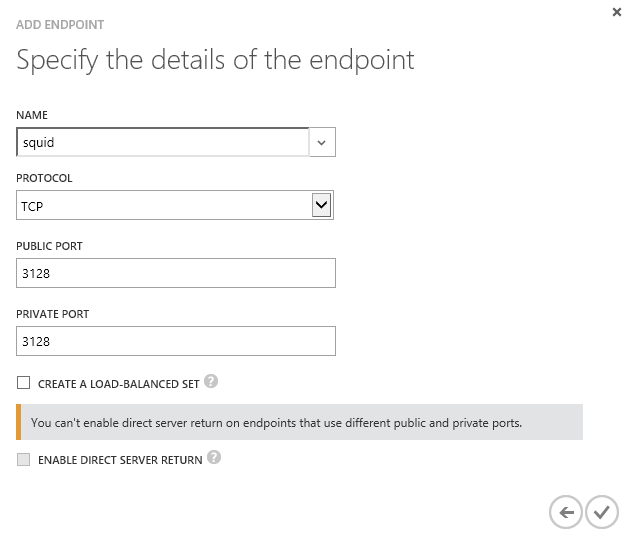 ADD ENDPOINT
Specify the details of the endpoint
NAME
squid
PROTOCOL
TCP
PUBLIC PORT
3128
PRIVATE PORT
3128
CREATE A LOAD-BALANCED SET ?
You can't enable direct server return on endpoints that use different public and private ports.
ENABLE DIRECT SERVER RETURN ?